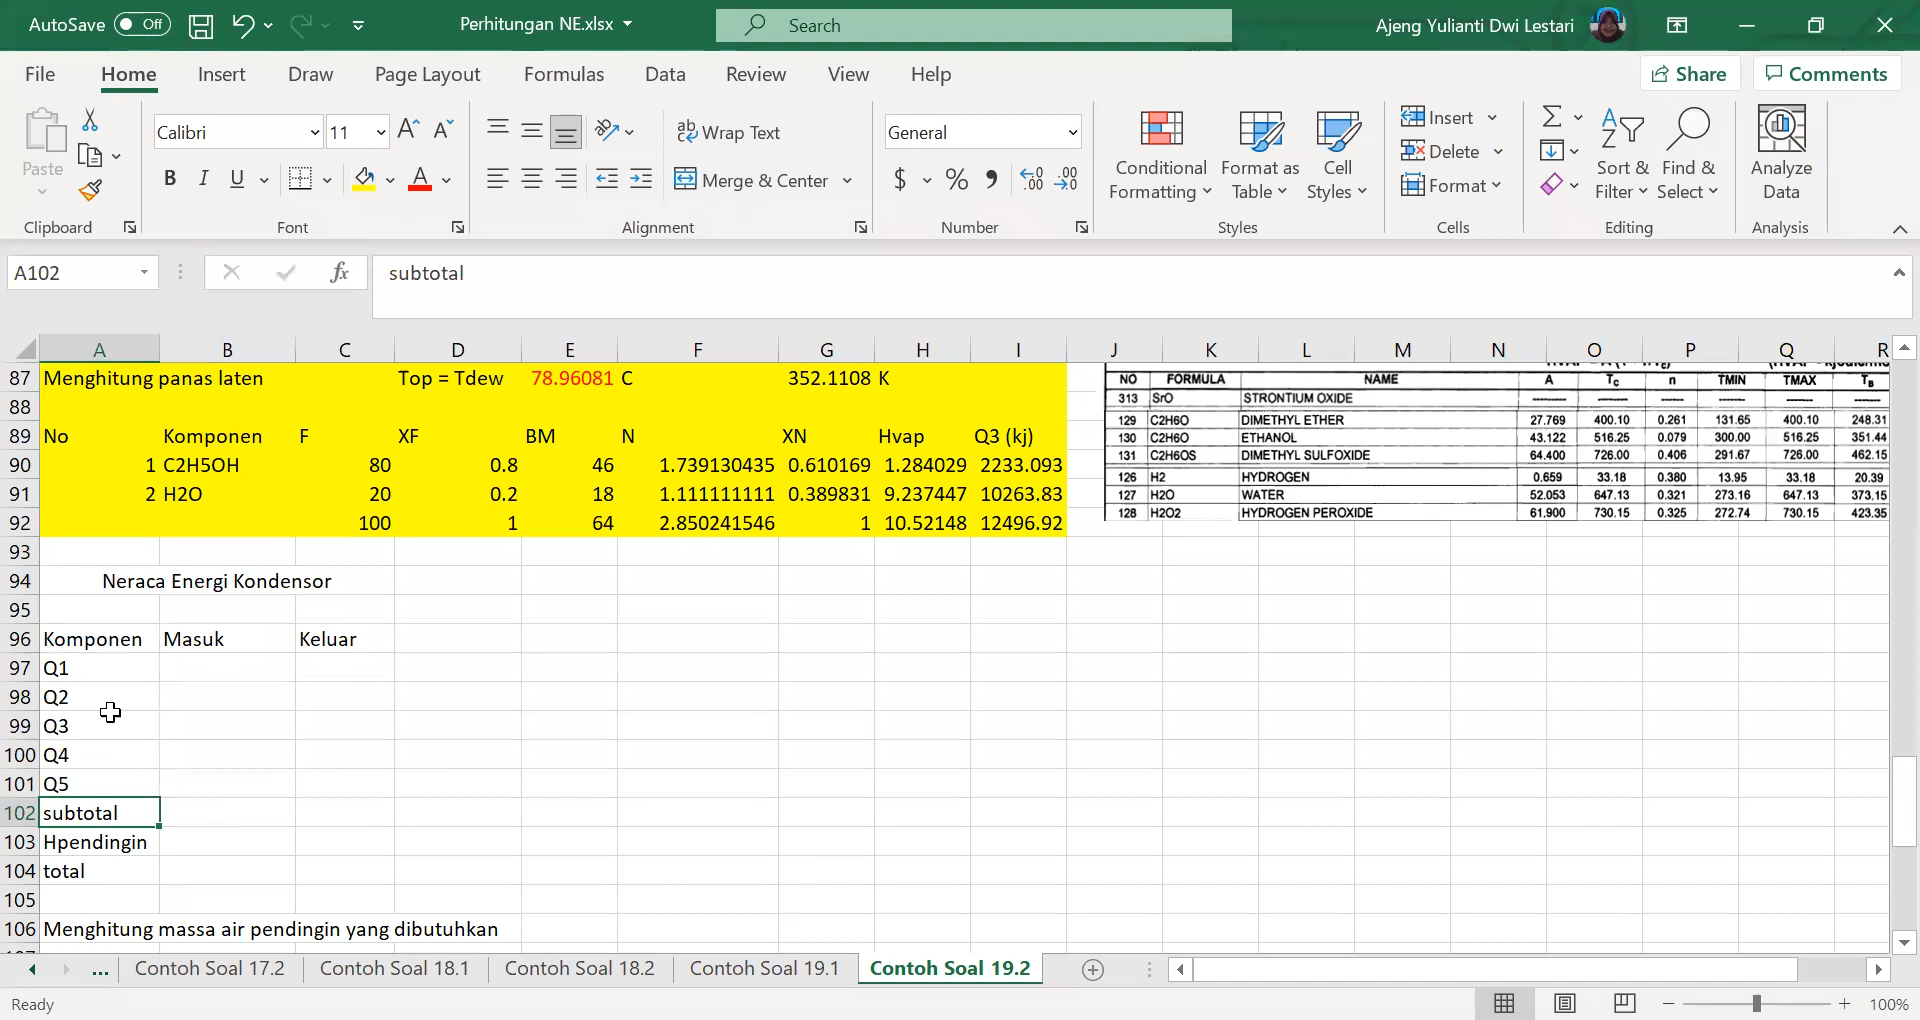 AutoSave Off Perhitungan NE.xlsx Search Ajeng Yulianti Dwi Lestari
File Home Insert Draw Page Layout Formulas Data Review View Help Share Comments
Calibri 11 Wrap Text General Insert
Paste Merge & Center Conditional Formatting Format as Table Cell Styles Delete Format Sort & Filter Find & Select Analyze Data
Clipboard Font Alignment Number Styles Cells Editing Analysis
A102 fx subtotal
A B C D E F G H I J K L M N O P Q R
87 Menghitung panas laten Top = Tdew 78.96081 C 352.1108 K
88
89 No Komponen F XF BM N XN Hvap Q3 (kj)
90 1 C2H5OH 80 0.8 46 1.739130435 0.610169 1.284029 2233.093
91 2 H2O 20 0.2 18 1.111111111 0.389831 9.237447 10263.83
92 100 1 64 2.850241546 1 10.52148 12496.92
NO FORMULA NAME A TC n TMIN TMAX TB
313 SrO STRONTIUM OXIDE
129 C2H6O DIMETHYL ETHER 27.769 400.10 0.261 131.65 400.10 248.31
130 C2H6O ETHANOL 43.122 516.25 0.079 300.00 516.25 351.44
131 C2H6OS DIMETHYL SULFOXIDE 64.400 726.00 0.406 291.67 726.00 462.15
126 H2 HYDROGEN 0.659 33.18 0.380 13.95 33.18 20.39
127 H2O WATER 52.053 647.13 0.321 273.16 647.13 373.15
128 H2O2 HYDROGEN PEROXIDE 61.900 730.15 0.325 272.74 730.15 423.35
93
94 Neraca Energi Kondensor
95
96 Komponen Masuk Keluar
97 Q1
98 Q2
99 Q3
100 Q4
101 Q5
102 subtotal
103 Hpendingin
104 total
105
106 Menghitung massa air pendingin yang dibutuhkan
... Contoh Soal 17.2 Contoh Soal 18.1 Contoh Soal 18.2 Contoh Soal 19.1 Contoh Soal 19.2
Ready 100%